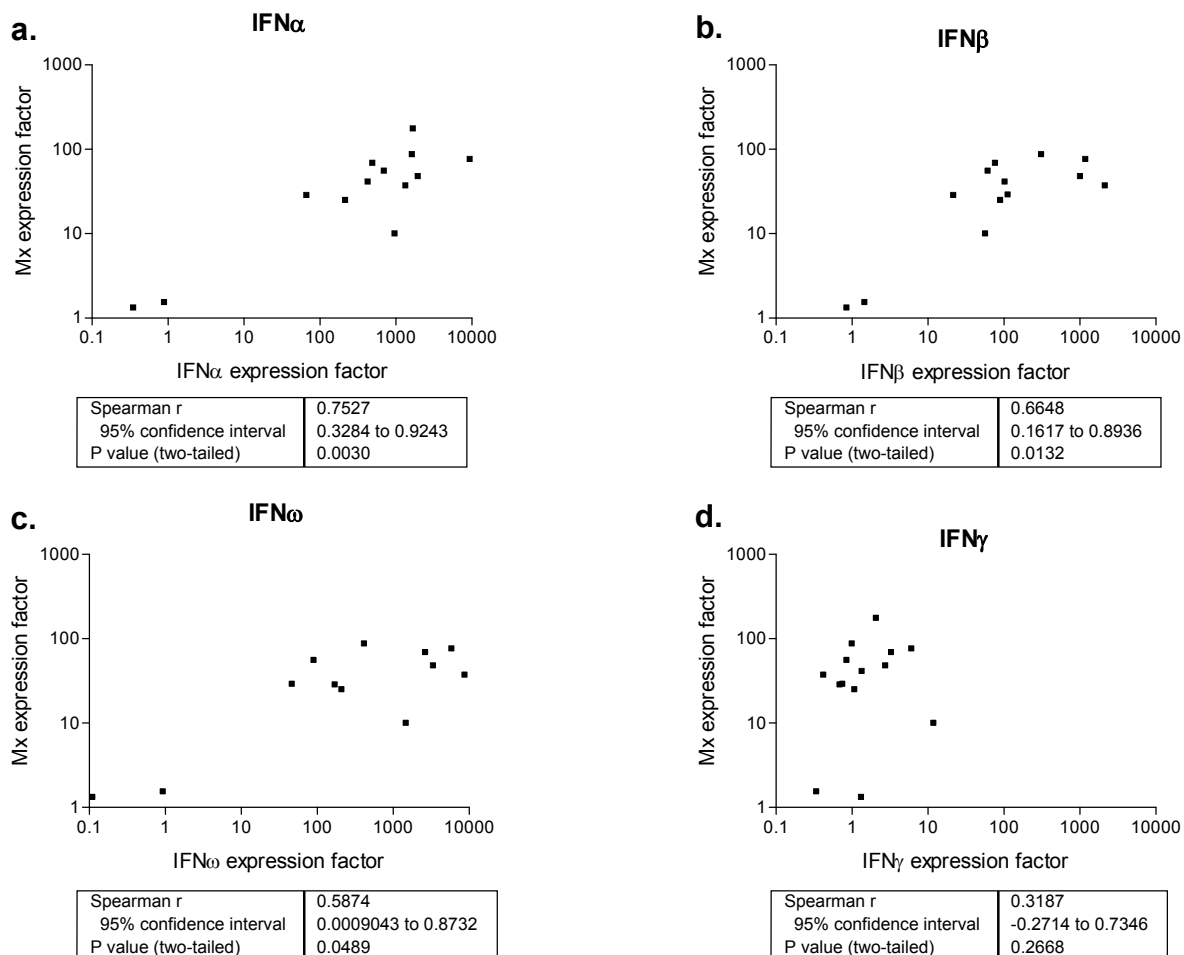 a.
IFNα
1000
100
10
1
0.1 1 10 100 1000 10000
Mx expression factor
IFNα expression factor
Spearman r 0.7527
95% confidence interval 0.3284 to 0.9243
P value (two-tailed) 0.0030
b.
IFNβ
1000
100
10
1
0.1 1 10 100 1000 10000
Mx expression factor
IFNβ expression factor
Spearman r 0.6648
95% confidence interval 0.1617 to 0.8936
P value (two-tailed) 0.0132
c.
IFNω
1000
100
10
1
0.1 1 10 100 1000 10000
Mx expression factor
IFNω expression factor
Spearman r 0.5874
95% confidence interval 0.0009043 to 0.8732
P value (two-tailed) 0.0489
d.
IFNγ
1000
100
10
1
0.1 1 10 100 1000 10000
Mx expression factor
IFNγ expression factor
Spearman r 0.3187
95% confidence interval -0.2714 to 0.7346
P value (two-tailed) 0.2668